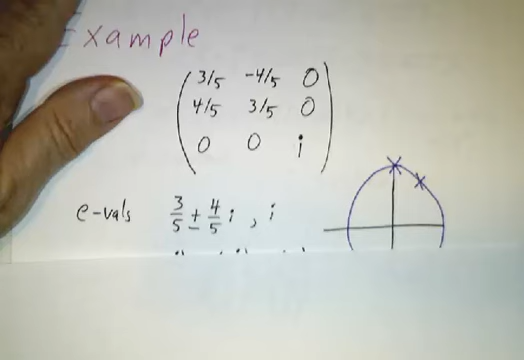 Example
3/5 -4/5 0
4/5 3/5 0
0 0 i
e-vals 3/5 ± 4/5 i , i